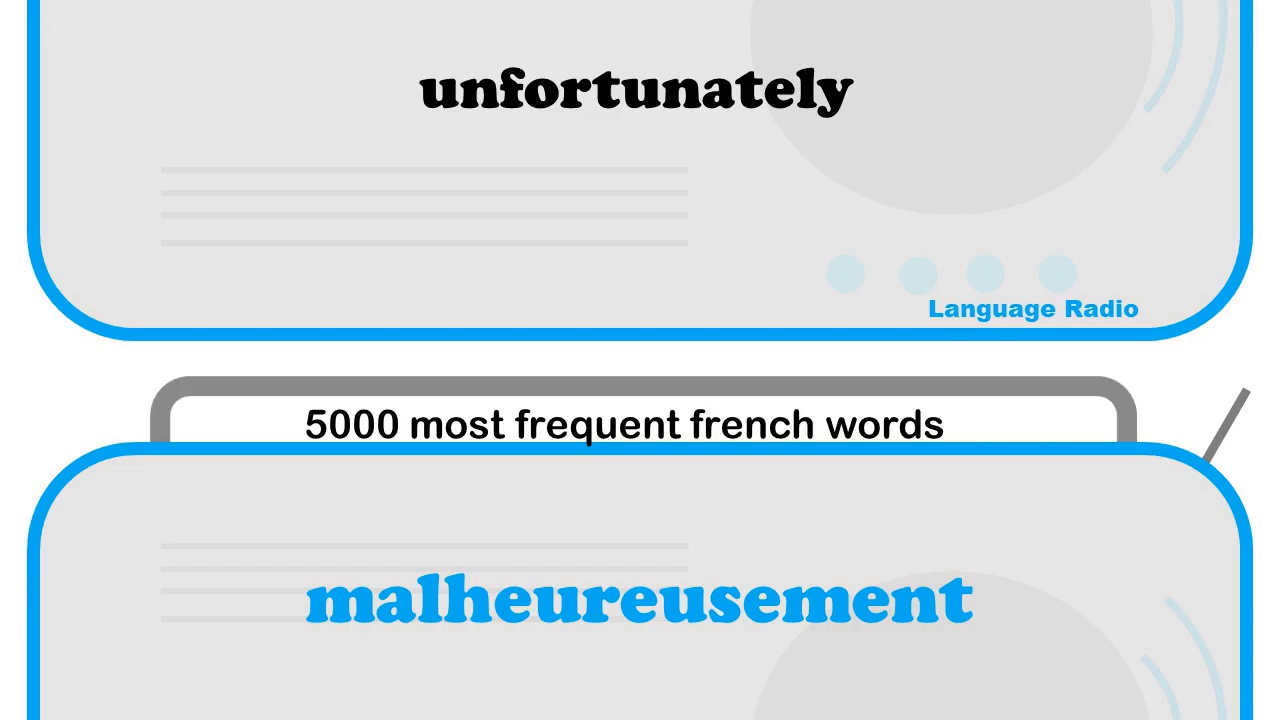 unfortunately
Language Radio
5000 most frequent french words
malheureusement